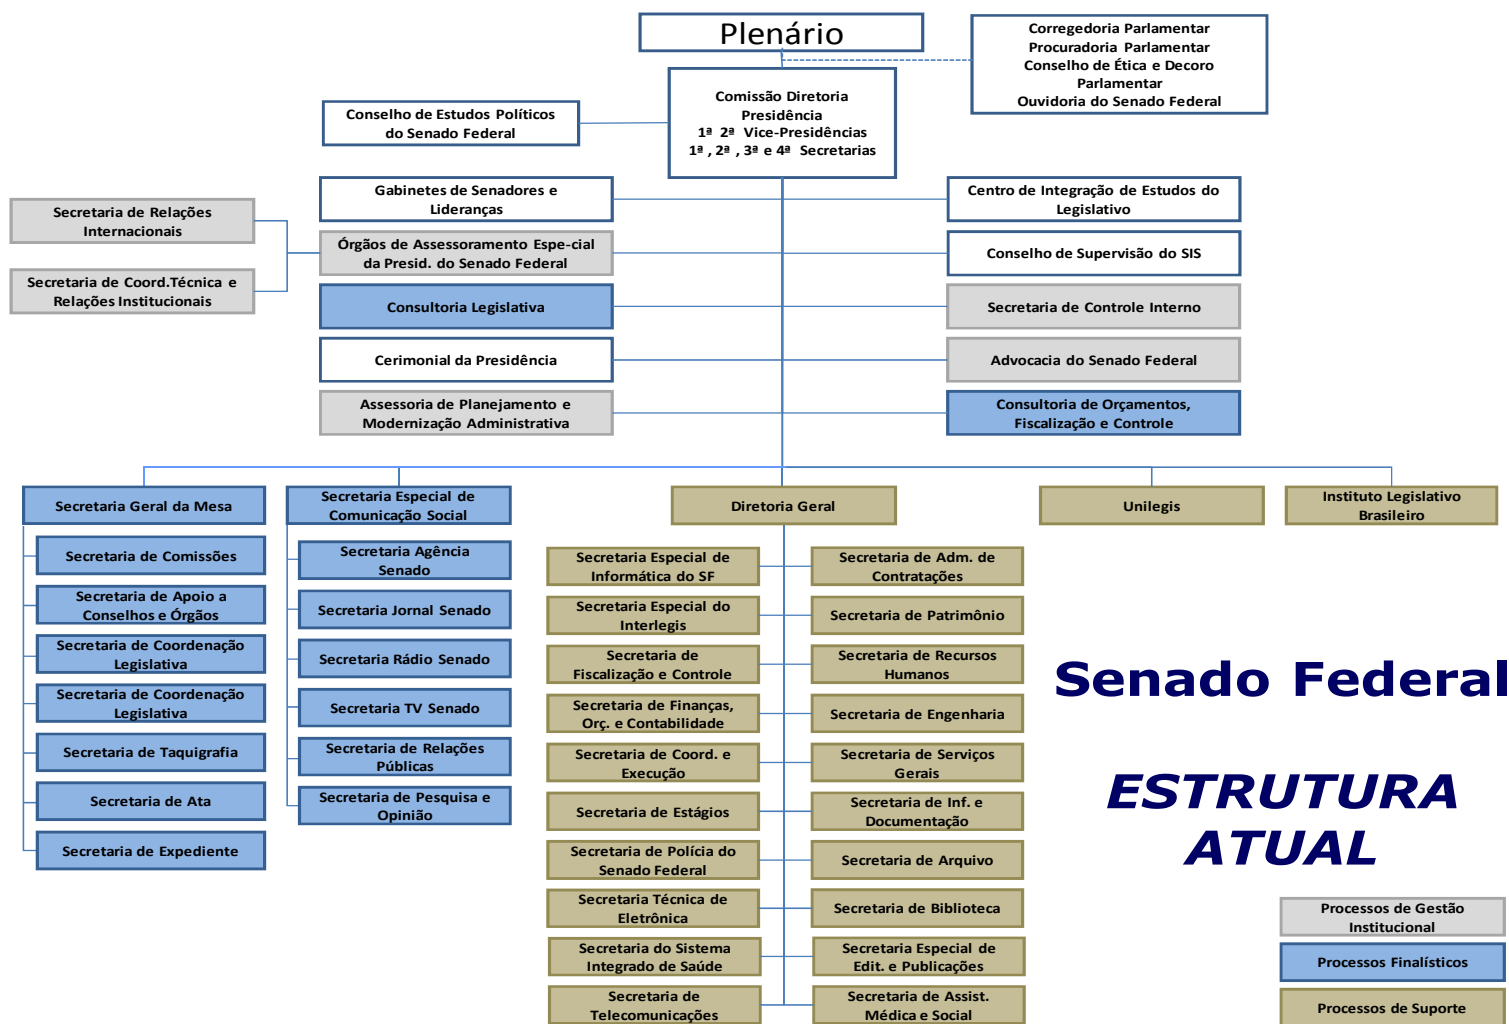 Plenário
Corregedoria Parlamentar
Procuradoria Parlamentar
Conselho de Ética e Decoro
Parlamentar
Ouvidoria do Senado Federal
Comissão Diretoria
Presidência
1ª 2ª Vice-Presidências
1ª , 2ª , 3ª e 4ª Secretarias
Conselho de Estudos Políticos
do Senado Federal
Gabinetes de Senadores e
Lideranças
Centro de Integração de Estudos do
Legislativo
Secretaria de Relações
Internacionais
Órgãos de Assessoramento Espe-cial
da Presid. do Senado Federal
Conselho de Supervisão do SIS
Secretaria de Coord.Técnica e
Relações Institucionais
Consultoria Legislativa
Secretaria de Controle Interno
Cerimonial da Presidência
Advocacia do Senado Federal
Assessoria de Planejamento e
Modernização Administrativa
Consultoria de Orçamentos,
Fiscalização e Controle
Secretaria Geral da Mesa
Secretaria Especial de
Comunicação Social
Diretoria Geral
Unilegis
Instituto Legislativo
Brasileiro
Secretaria de Comissões
Secretaria de Apoio a
Conselhos e Órgãos
Secretaria de Coordenação
Legislativa
Secretaria de Coordenação
Legislativa
Secretaria de Taquigrafia
Secretaria de Ata
Secretaria de Expediente
Secretaria Agência
Senado
Secretaria Jornal Senado
Secretaria Rádio Senado
Secretaria TV Senado
Secretaria de Relações
Públicas
Secretaria de Pesquisa e
Opinião
Secretaria Especial de
Informática do SF
Secretaria Especial do
Interlegis
Secretaria de
Fiscalização e Controle
Secretaria de Finanças,
Orç. e Contabilidade
Secretaria de Coord. e
Execução
Secretaria de Estágios
Secretaria de Polícia do
Senado Federal
Secretaria Técnica de
Eletrônica
Secretaria do Sistema
Integrado de Saúde
Secretaria de
Telecomunicações
Secretaria de Adm. de
Contratações
Secretaria de Patrimônio
Secretaria de Recursos
Humanos
Secretaria de Engenharia
Secretaria de Serviços
Gerais
Secretaria de Inf. e
Documentação
Secretaria de Arquivo
Secretaria de Biblioteca
Secretaria Especial de
Edit. e Publicações
Secretaria de Assist.
Médica e Social
Senado Federal
ESTRUTURA
ATUAL
Processos de Gestão
Institucional
Processos Finalísticos
Processos de Suporte